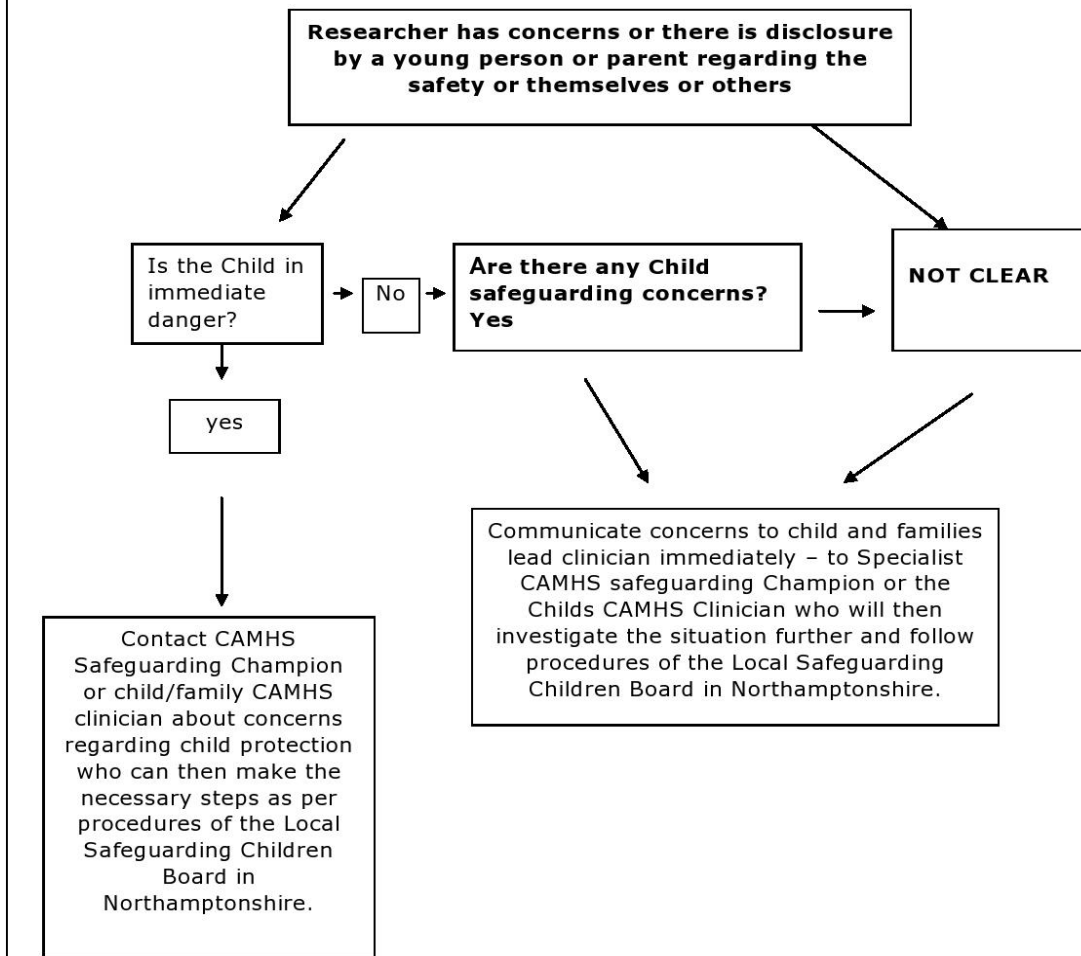 Researcher has concerns or there is disclosure
by a young person or parent regarding the
safety or themselves or others
Is the Child in
immediate
danger?
No
Are there any Child
safeguarding concerns?
Yes
NOT CLEAR
yes
Communicate concerns to child and families
lead clinician immediately – to Specialist
CAMHS safeguarding Champion or the
Childs CAMHS Clinician who will then
investigate the situation further and follow
procedures of the Local Safeguarding
Children Board in Northamptonshire.
Contact CAMHS
Safeguarding Champion
or child/family CAMHS
clinician about concerns
regarding child protection
who can then make the
necessary steps as per
procedures of the Local
Safeguarding Children
Board in
Northamptonshire.